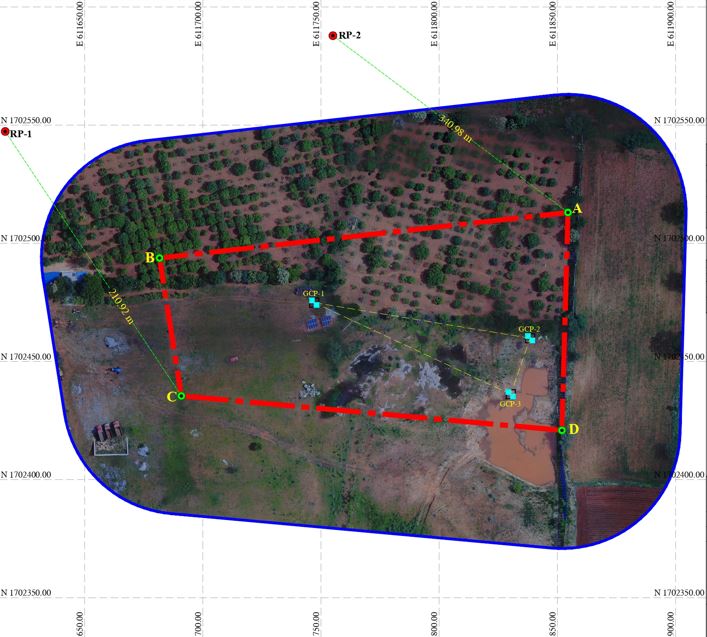 E 611650.00
E 611700.00
E 611750.00
E 611800.00
E 611850.00
E 611900.00
RP-2
N 1702550.00
N 1702550.00
RP-1
340.98 m
A
N 1702500.00
N 1702500.00
B
GCP-1
210.92 m
GCP-2
N 1702450.00
N 1702450.00
C
GCP-3
D
N 1702400.00
N 1702400.00
N 1702350.00
N 1702350.00
650.00
700.00
750.00
800.00
850.00
900.00